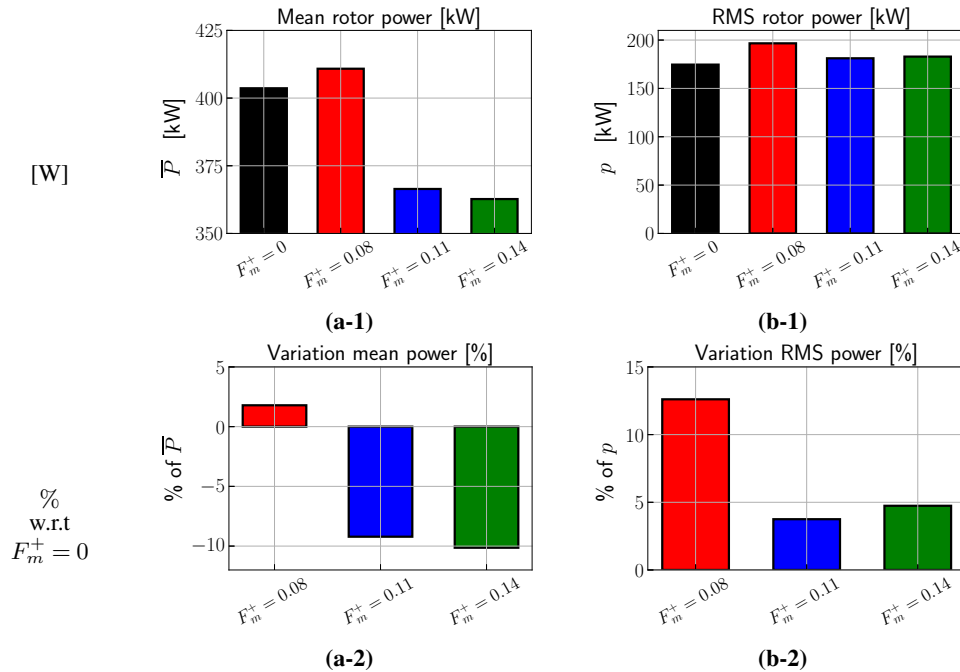 Mean rotor power [kW]
425
400
375
350
P̅ [kW]
F_m^+ = 0
F_m^+ = 0.08
F_m^+ = 0.11
F_m^+ = 0.14
(a-1)
RMS rotor power [kW]
200
150
100
50
0
p [kW]
F_m^+ = 0
F_m^+ = 0.08
F_m^+ = 0.11
F_m^+ = 0.14
(b-1)
[W]
Variation mean power [%]
5
0
−5
−10
% of P̅
F_m^+ = 0.08
F_m^+ = 0.11
F_m^+ = 0.14
(a-2)
Variation RMS power [%]
15
10
5
0
% of p
F_m^+ = 0.08
F_m^+ = 0.11
F_m^+ = 0.14
(b-2)
%
w.r.t
F_m^+ = 0